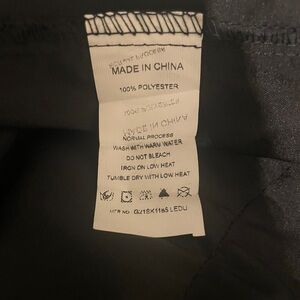 MADE IN CHINA
100% POLYESTER
NORMAL PROCESS
WASH WITH WARM WATER
DO NOT BLEACH
IRON ON LOW HEAT
TUMBLE DRY WITH LOW HEAT